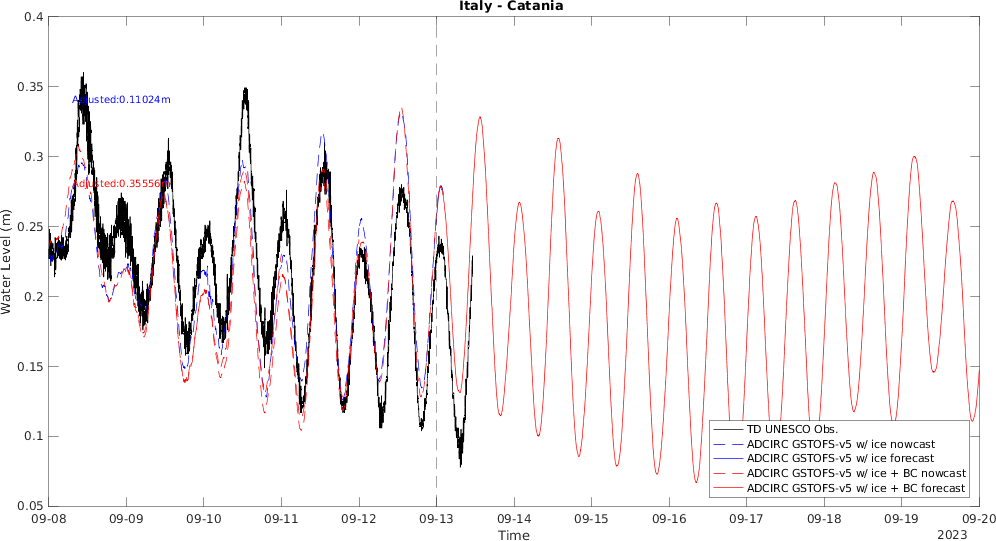 Italy - Catania
0.4
0.35
0.3
0.25
0.2
0.15
0.1
0.05
Water Level (m)
Adjusted:0.11024m
Adjusted:0.35556m
TD UNESCO Obs.
ADCIRC GSTOFS-v5 w/ ice nowcast
ADCIRC GSTOFS-v5 w/ ice forecast
ADCIRC GSTOFS-v5 w/ ice + BC nowcast
ADCIRC GSTOFS-v5 w/ ice + BC forecast
09-08 09-09 09-10 09-11 09-12 09-13 09-14 09-15 09-16 09-17 09-18 09-19 09-20
Time
2023